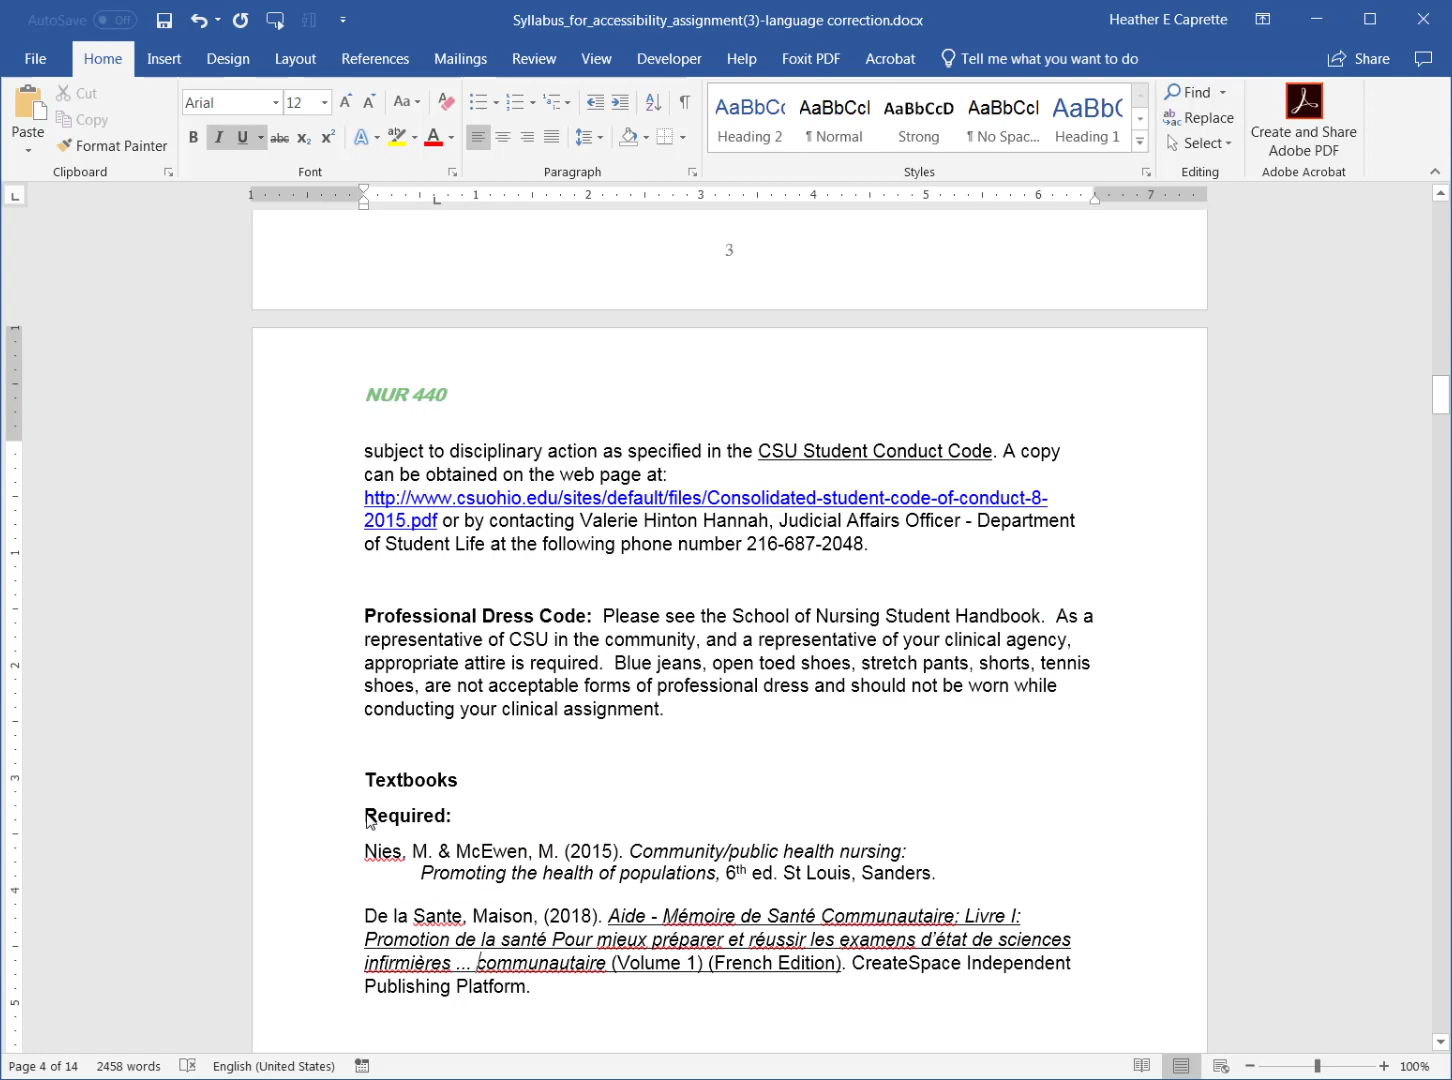 AutoSave Off
Syllabus_for_accessibility_assignment(3)-language correction.docx
Heather E Caprette
File Home Insert Design Layout References Mailings Review View Developer Help Foxit PDF Acrobat Tell me what you want to do Share
Paste
Cut
Copy
Format Painter
Clipboard
Arial 12
Font
Paragraph
AaBbCc AaBbCcI AaBbCcD AaBbCcI AaBbC
Heading 2 ¶ Normal Strong ¶ No Spac... Heading 1
Styles
Find
Replace
Select
Editing
Create and Share
Adobe PDF
Adobe Acrobat
1 1 2 3 4 5 6 7
3
NUR 440
subject to disciplinary action as specified in the CSU Student Conduct Code. A copy
can be obtained on the web page at:
http://www.csuohio.edu/sites/default/files/Consolidated-student-code-of-conduct-8-
2015.pdf or by contacting Valerie Hinton Hannah, Judicial Affairs Officer - Department
of Student Life at the following phone number 216-687-2048.
Professional Dress Code: Please see the School of Nursing Student Handbook. As a
representative of CSU in the community, and a representative of your clinical agency,
appropriate attire is required. Blue jeans, open toed shoes, stretch pants, shorts, tennis
shoes, are not acceptable forms of professional dress and should not be worn while
conducting your clinical assignment.
Textbooks
Required:
Nies, M. & McEwen, M. (2015). Community/public health nursing:
Promoting the health of populations, 6th ed. St Louis, Sanders.
De la Sante, Maison, (2018). Aide - Mémoire de Santé Communautaire: Livre I:
Promotion de la santé Pour mieux préparer et réussir les examens d’état de sciences
infirmières ... communautaire (Volume 1) (French Edition). CreateSpace Independent
Publishing Platform.
Page 4 of 14 2458 words English (United States) 100%